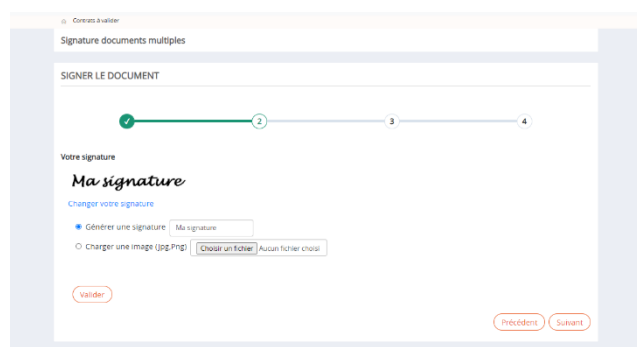 Contrats à valider
Signature documents multiples
SIGNER LE DOCUMENT
2 3 4
Votre signature
Ma signature
Changer votre signature
Générer une signature Ma signature
Charger une image (Jpg,Png) Choisir un fichier Aucun fichier choisi
Valider
Précédent Suivant